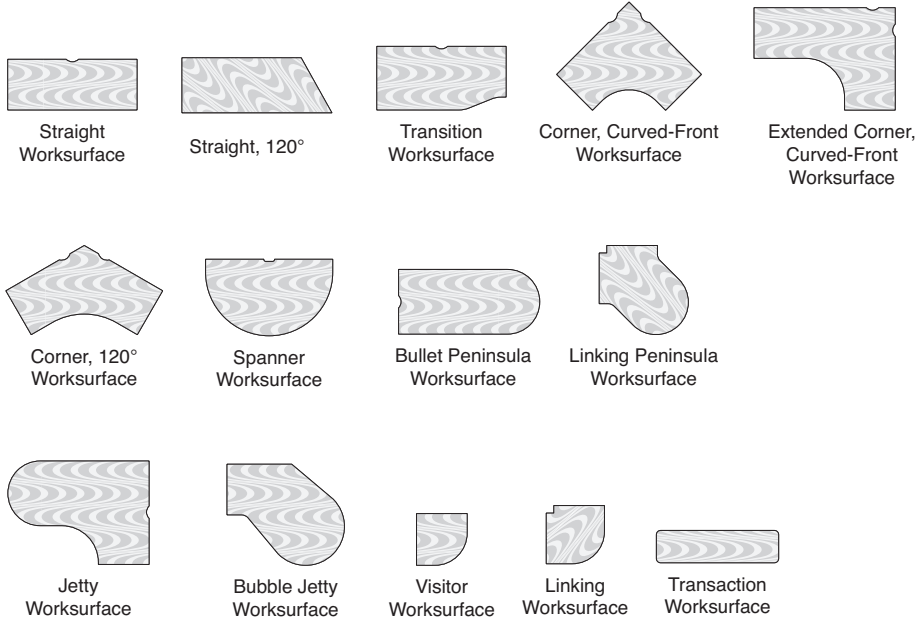 Straight
Worksurface
Straight, 120°
Transition
Worksurface
Corner, Curved-Front
Worksurface
Extended Corner,
Curved-Front
Worksurface
Corner, 120°
Worksurface
Spanner
Worksurface
Bullet Peninsula
Worksurface
Linking Peninsula
Worksurface
Jetty
Worksurface
Bubble Jetty
Worksurface
Visitor
Worksurface
Linking
Worksurface
Transaction
Worksurface